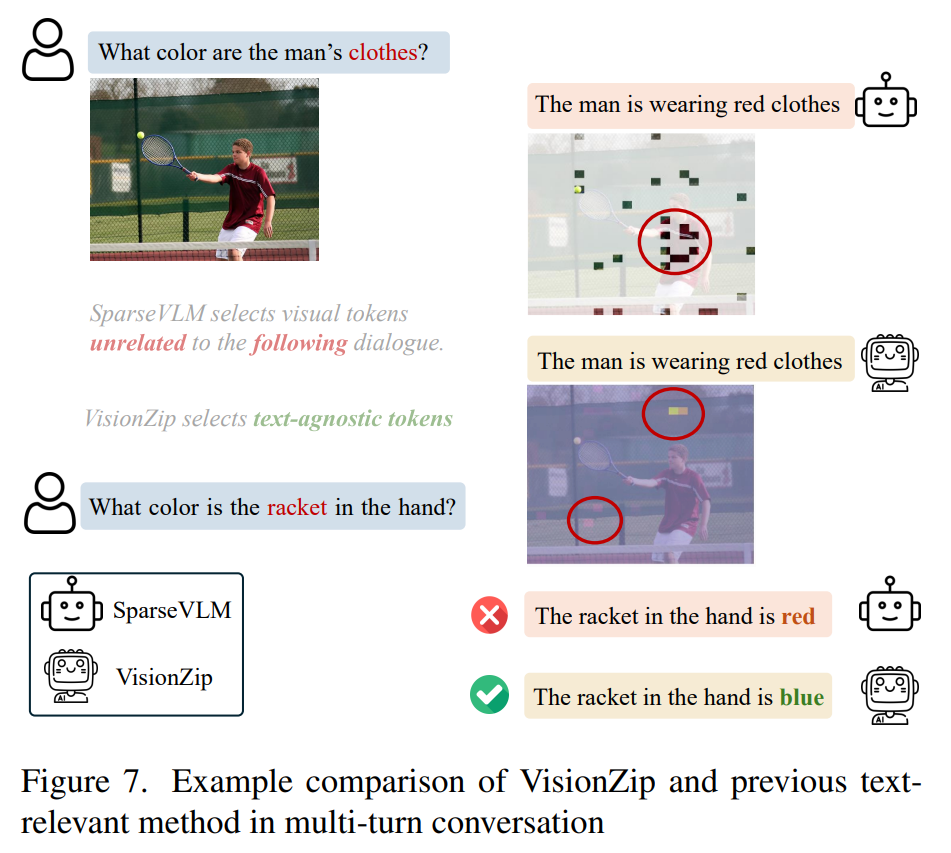 What color are the man’s clothes?
The man is wearing red clothes
SparseVLM selects visual tokens
unrelated to the following dialogue.
The man is wearing red clothes
AI
VisionZip selects text-agnostic tokens
What color is the racket in the hand?
SparseVLM
VisionZip
AI
The racket in the hand is red
The racket in the hand is blue
AI
Figure 7. Example comparison of VisionZip and previous text-
relevant method in multi-turn conversation